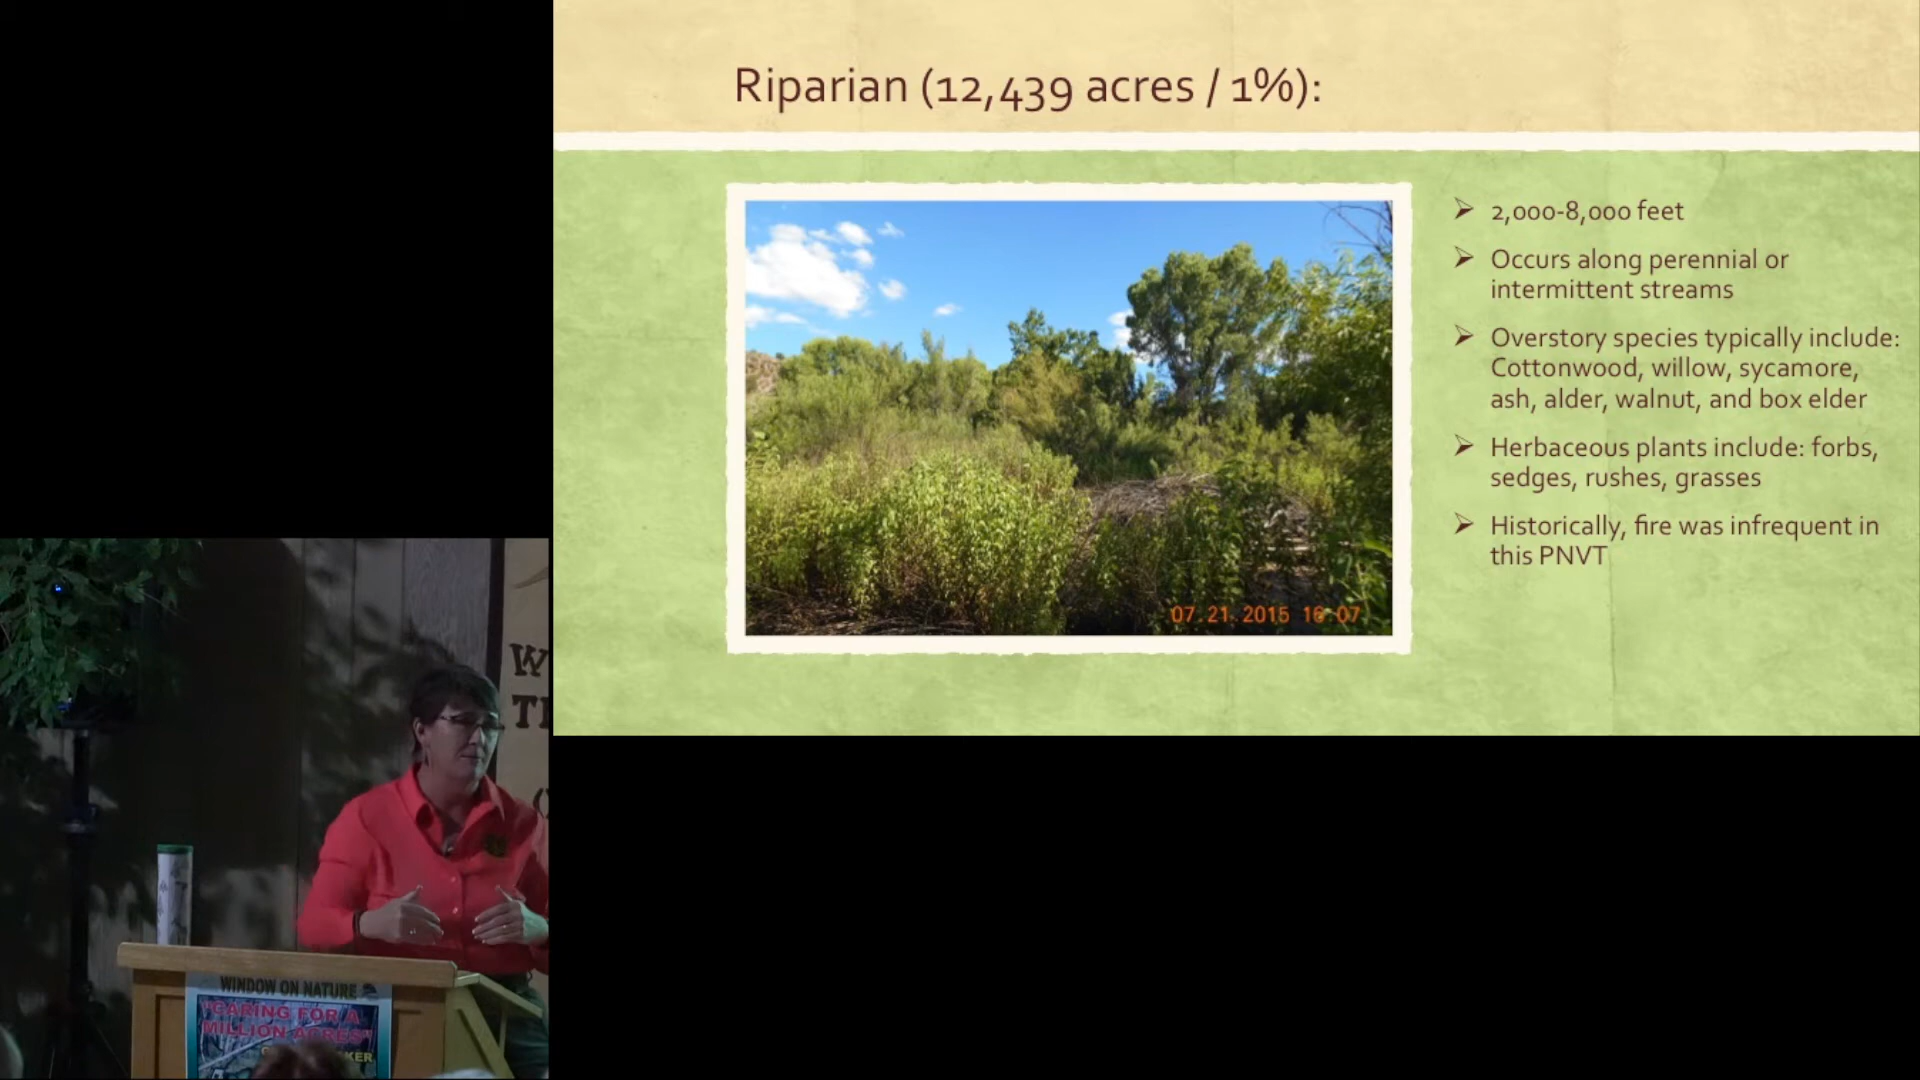 Riparian (12,439 acres / 1%):
2,000-8,000 feet
Occurs along perennial or
intermittent streams
Overstory species typically include:
Cottonwood, willow, sycamore,
ash, alder, walnut, and box elder
Herbaceous plants include: forbs,
sedges, rushes, grasses
Historically, fire was infrequent in
this PNVT
07.21.2015 16:07
WINDOW ON NATURE
"CARING FOR A
MILLION ACRES"